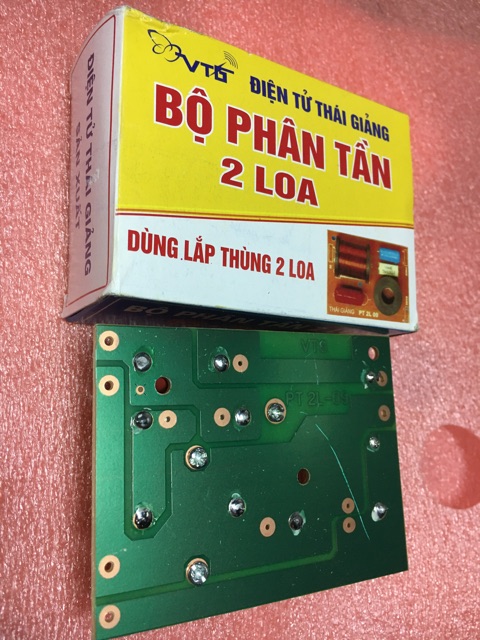 VTG
ĐIỆN TỬ THÁI GIẢNG
BỘ PHÂN TẦN
2 LOA
DÙNG LẮP THÙNG 2 LOA
THÁI GIẢNG PT 2L 09
ĐIỆN TỬ THÁI GIẢNG
SẢN XUẤT
BỘ PHÂN TẦN
VTG
PT 2L